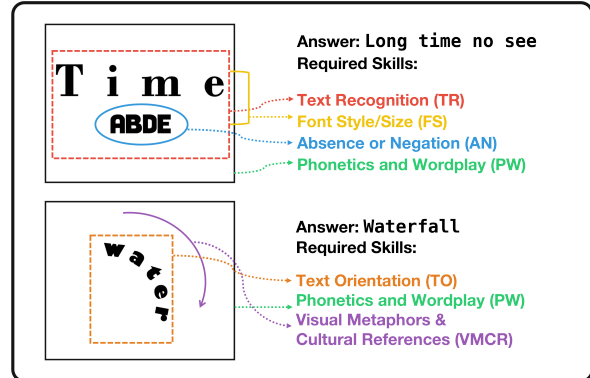 Time
ABDE
Answer: Long time no see
Required Skills:
Text Recognition (TR)
Font Style/Size (FS)
Absence or Negation (AN)
Phonetics and Wordplay (PW)
water
Answer: Waterfall
Required Skills:
Text Orientation (TO)
Phonetics and Wordplay (PW)
Visual Metaphors &
Cultural References (VMCR)